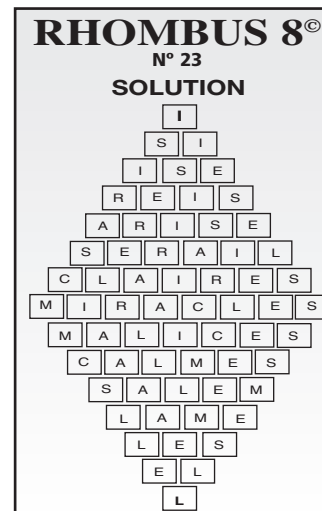 RHOMBUS 8©
Nº 23
SOLUTION
I
S I
I S E
R E I S
A R I S E
S E R A I L
C L A I R E S
M I R A C L E S
M A L I C E S
C A L M E S
S A L E M
L A M E
L E S
E L
L